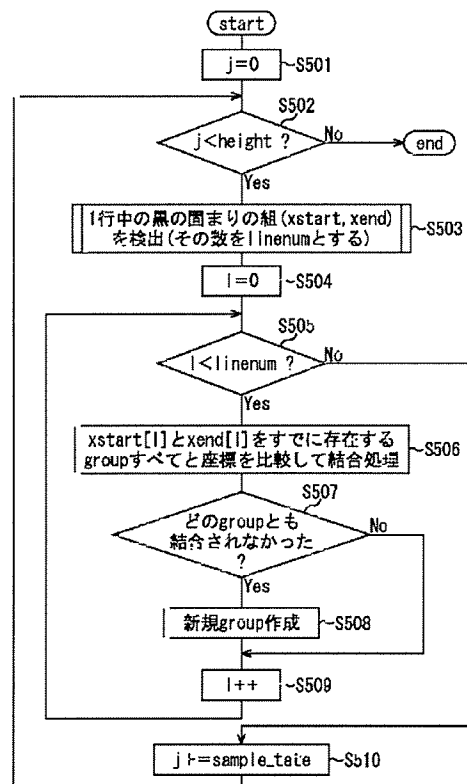 start
j=0
S501
S502
j<height ?
No
end
Yes
1行中の黒の固まりの組(xstart,xend)
を検出(その数をlinenumとする)
S503
l=0
S504
S505
l<linenum ?
No
Yes
xstart[l]とxend[l]をすでに存在する
groupすべてと座標を比較して結合処理
S506
S507
どのgroupとも
結合されなかった
?
No
Yes
新規group作成
S508
l++
S509
j+=sample_rate
S510